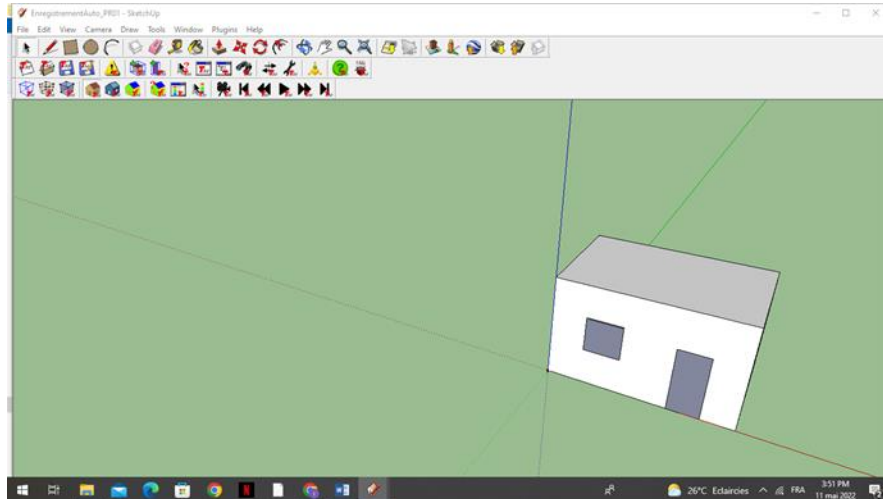 EnregistrementAuto_PR01 - SketchUp
File Edit View Camera Draw Tools Window Plugins Help
26°C Eclaircies
FRA
3:51 PM
11 mai 2022